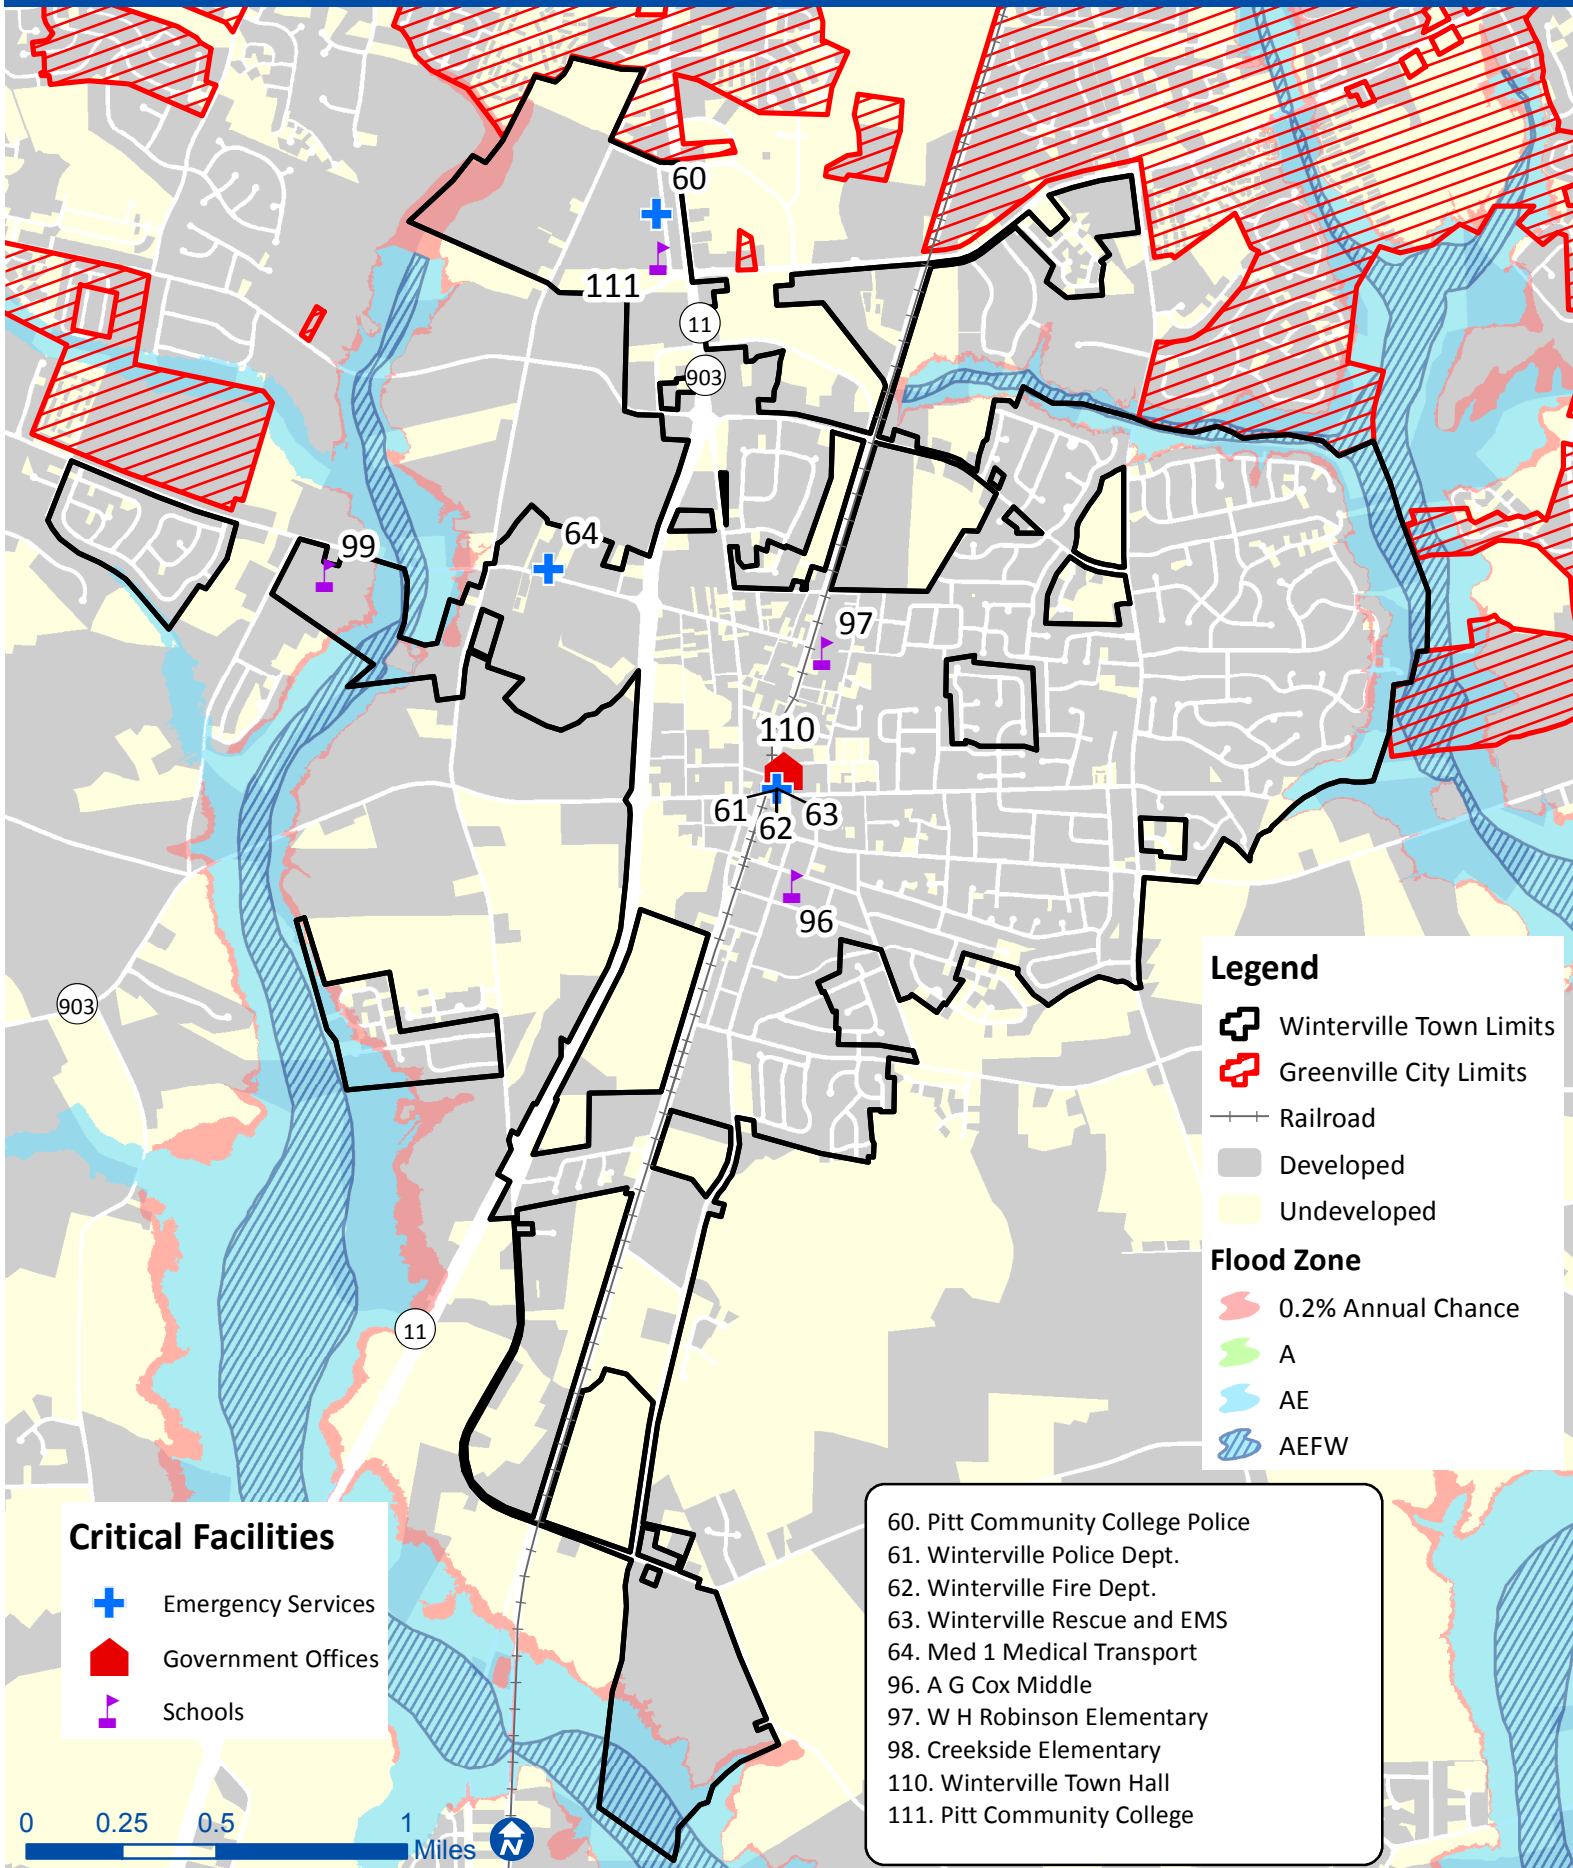 60
111
11
903
64
99
97
110
61
63
62
96
903
11
Legend
Winterville Town Limits
Greenville City Limits
Railroad
Developed
Undeveloped
Flood Zone
0.2% Annual Chance
A
AE
AEFW
Critical Facilities
Emergency Services
Government Offices
Schools
60. Pitt Community College Police
61. Winterville Police Dept.
62. Winterville Fire Dept.
63. Winterville Rescue and EMS
64. Med 1 Medical Transport
96. A G Cox Middle
97. W H Robinson Elementary
98. Creekside Elementary
110. Winterville Town Hall
111. Pitt Community College
0 0.25 0.5 1
Miles
N